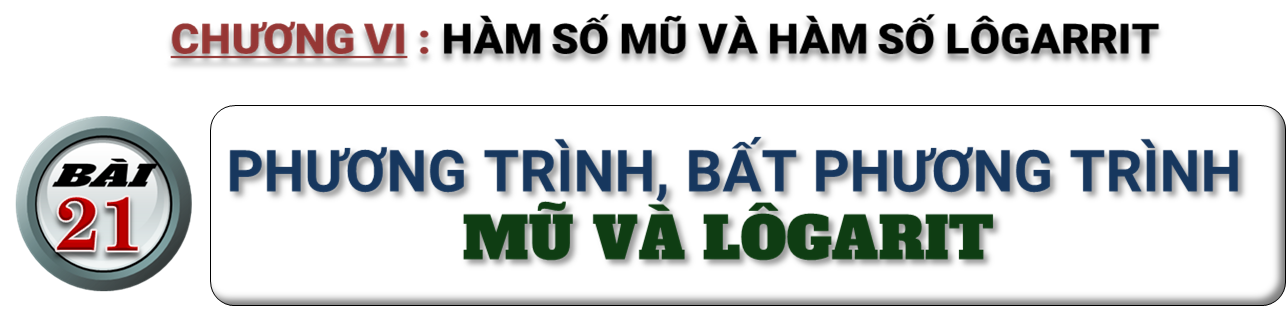 CHƯƠNG VI : HÀM SỐ MŨ VÀ HÀM SỐ LÔGARRIT
BÀI
21
PHƯƠNG TRÌNH, BẤT PHƯƠNG TRÌNH
MŨ VÀ LÔGARIT